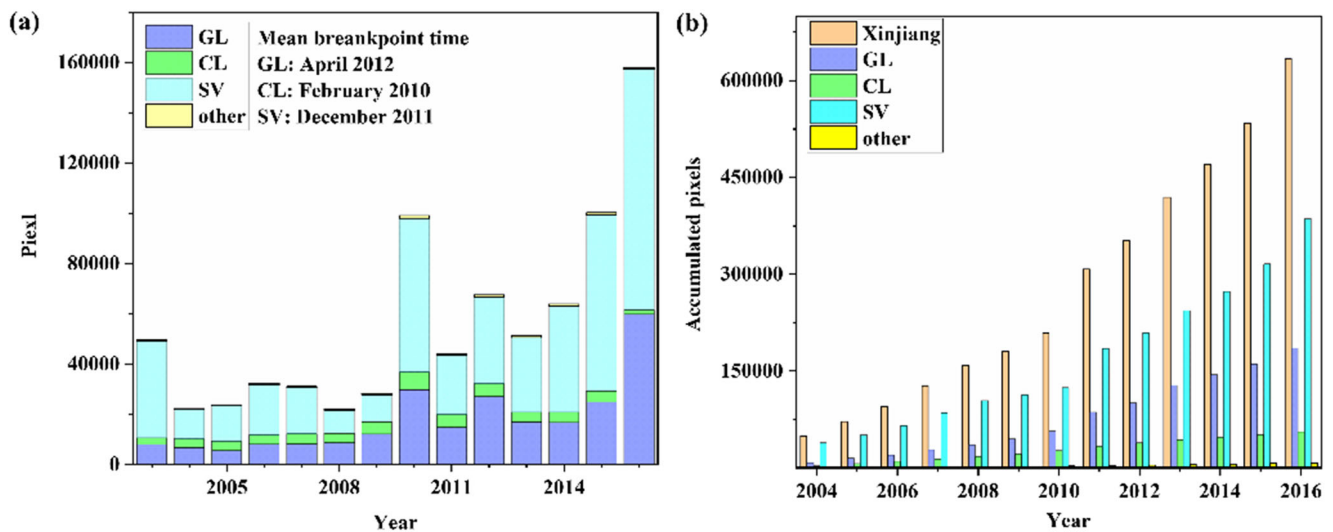 (a)
GL
CL
SV
other
Mean breankpoint time
GL: April 2012
CL: February 2010
SV: December 2011
160000
120000
80000
40000
0
Piexl
2005
2008
2011
2014
Year
(b)
Xinjiang
GL
CL
SV
other
600000
450000
300000
150000
Accumulated pixels
2004
2006
2008
2010
2012
2014
2016
Year